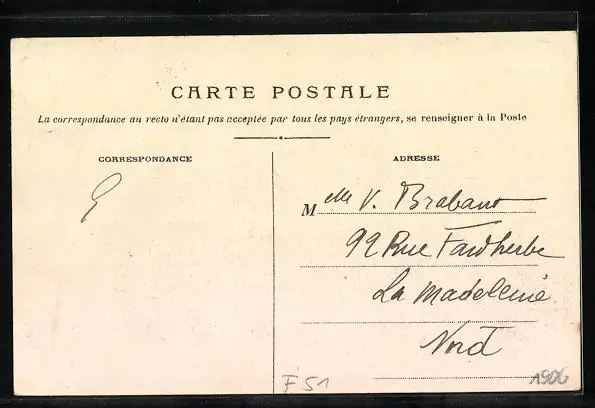 CARTE POSTALE
La correspondance au recto n'étant pas acceptée par tous les pays étrangers, se renseigner à la Poste
CORRESPONDANCE
ADRESSE
Melle V. Brabant
92 Rue Faidherbe
La Madeleine
Nord
F51
1906